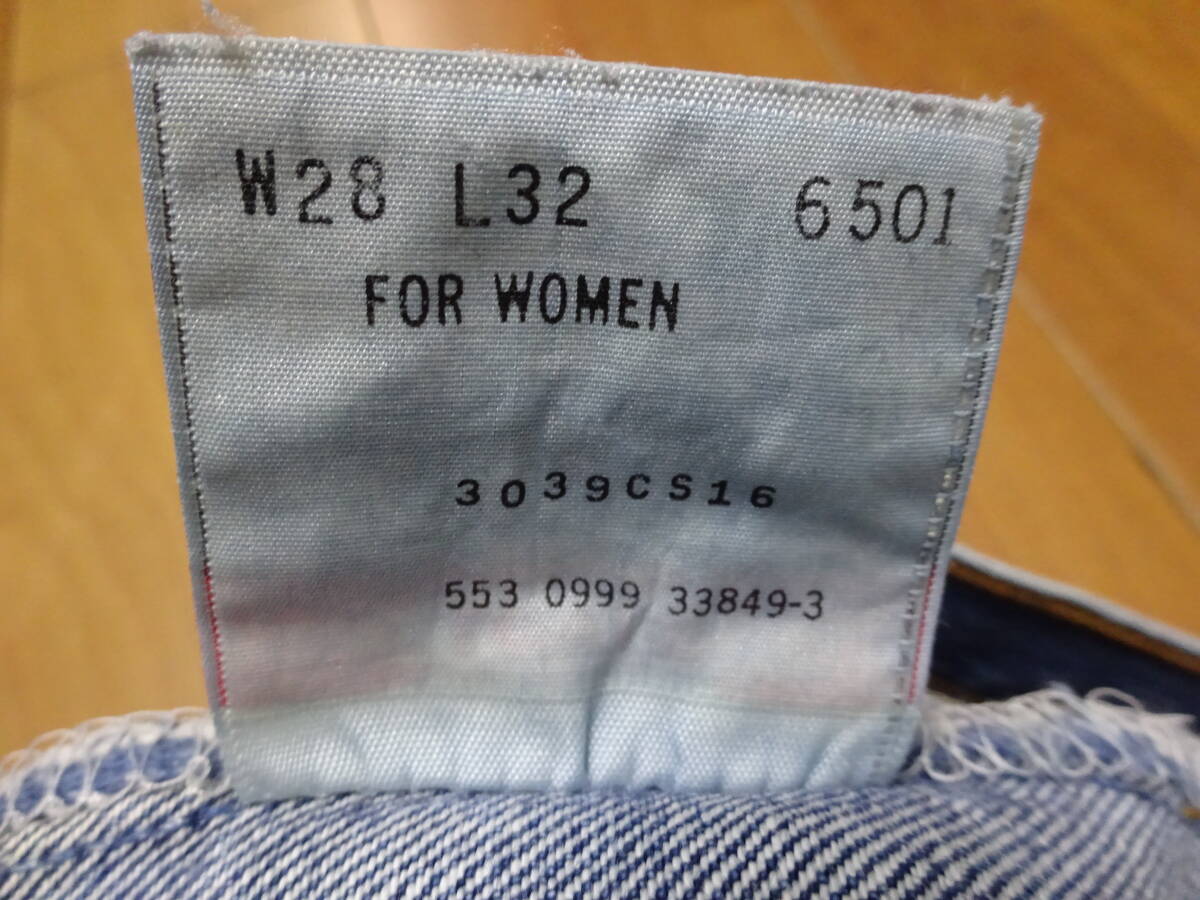 W28 L32 6501
FOR WOMEN
3039CS16
553 0999 33849-3